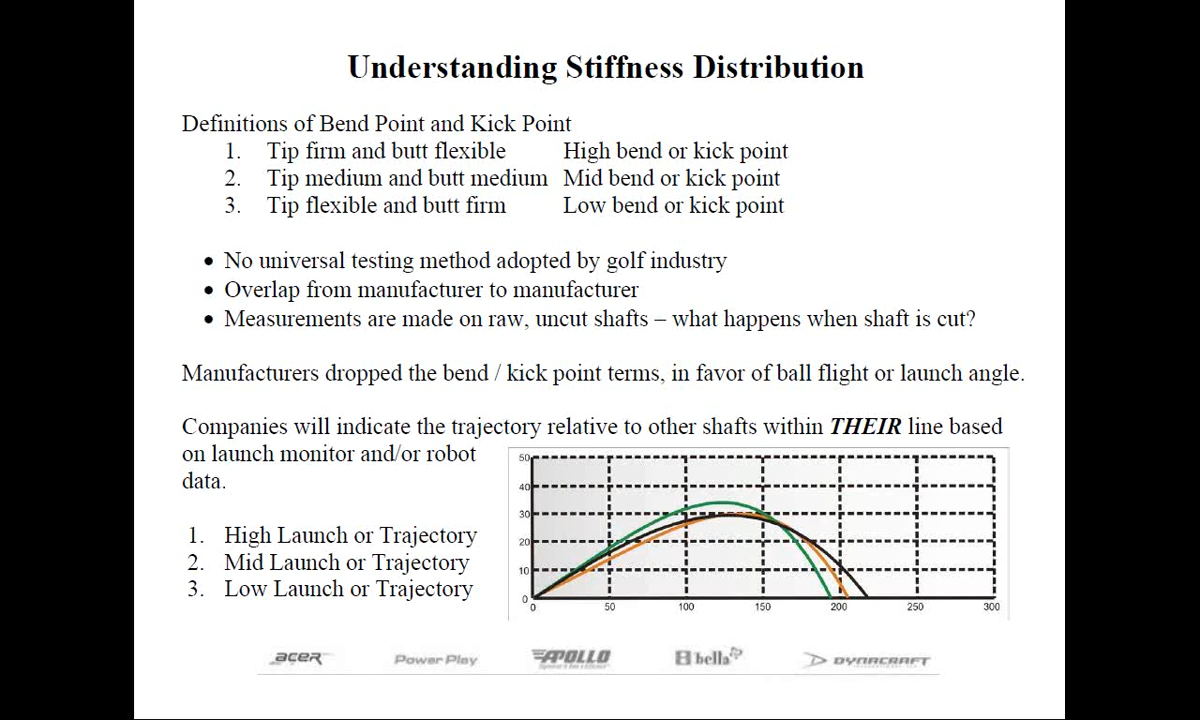 Understanding Stiffness Distribution
Definitions of Bend Point and Kick Point
1. Tip firm and butt flexible High bend or kick point
2. Tip medium and butt medium Mid bend or kick point
3. Tip flexible and butt firm Low bend or kick point
• No universal testing method adopted by golf industry
• Overlap from manufacturer to manufacturer
• Measurements are made on raw, uncut shafts – what happens when shaft is cut?
Manufacturers dropped the bend / kick point terms, in favor of ball flight or launch angle.
Companies will indicate the trajectory relative to other shafts within THEIR line based
on launch monitor and/or robot
data.
1. High Launch or Trajectory
2. Mid Launch or Trajectory
3. Low Launch or Trajectory
50
40
30
20
10
0
0 50 100 150 200 250 300
acer Power Play APOLLO bella DYNACRAFT